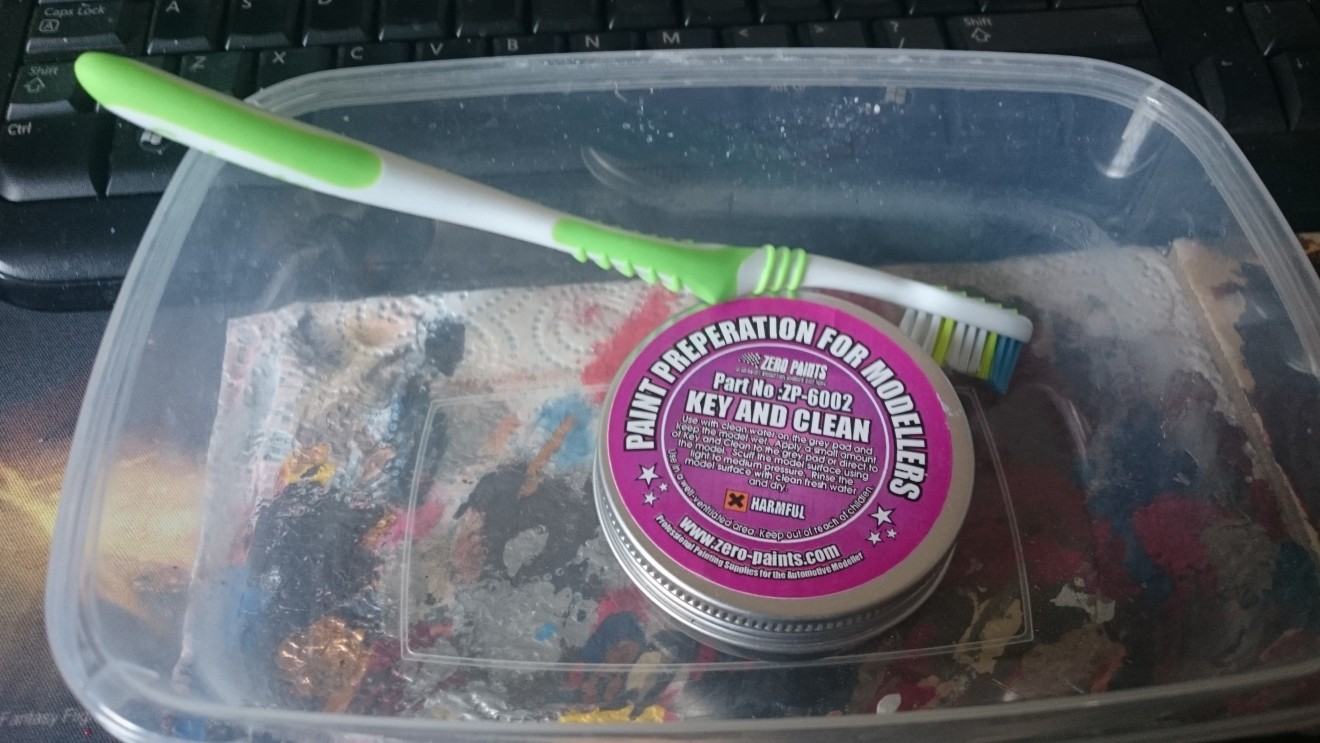 Caps Lock
A
A
S
D
Shift
Z
X
C
V
B
N
M
<
>
?
/
Shift
Ctrl
PAINT PREPERATION FOR MODELLERS
ZERO PAINTS
Part No :ZP-6002
KEY AND CLEAN
Use with clean water on the grey pad and
keep the model wet. Apply a small amount
of Key and Clean to the grey pad or direct to
the model. Scuff the model surface using
light to medium pressure. Rinse the
model surface with clean fresh water
and dry.
HARMFUL
Use in a well-ventilated area. Keep out of reach of children.
www.zero-paints.com
Professional Painting Supplies for the Automotive Modeller
Fantasy